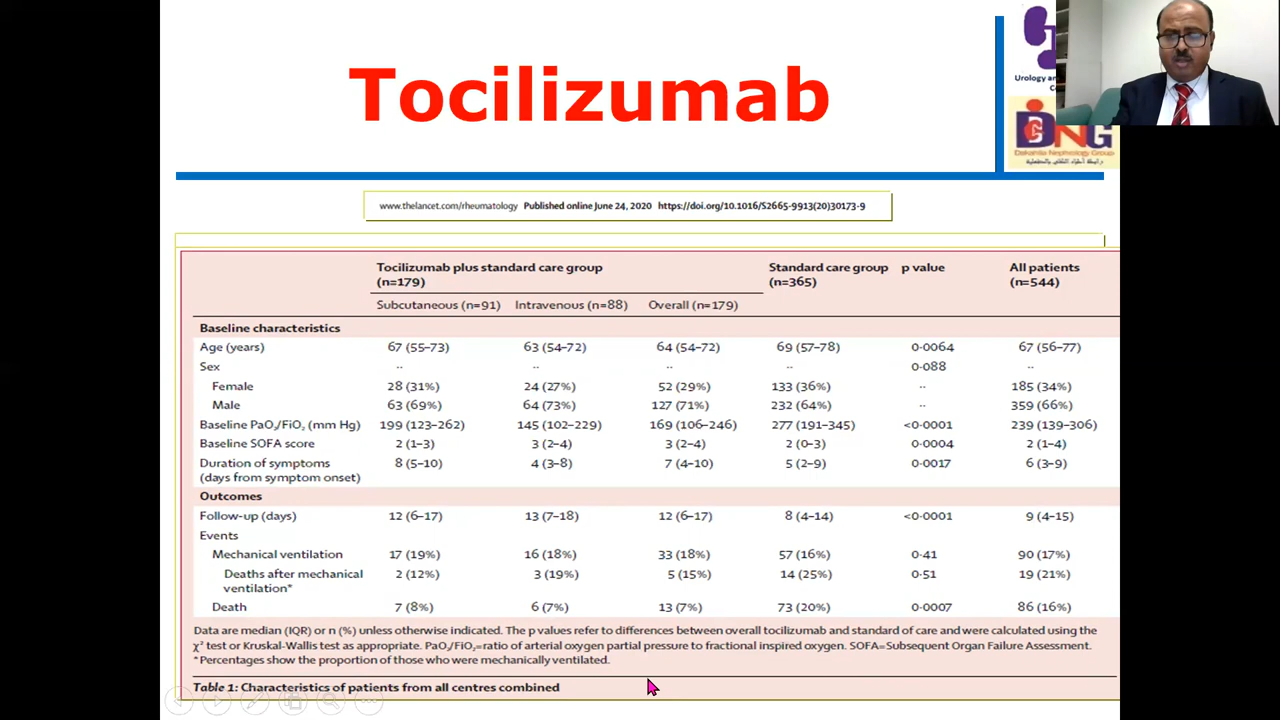 Tocilizumab
Urology and
DNG
Dakahlia Nephrology Group
رابطة أطباء الكلى بالدقهلية
www.thelancet.com/rheumatology Published online June 24, 2020 https://doi.org/10.1016/S2665-9913(20)30173-9
Tocilizumab plus standard care group (n=179) Standard care group (n=365) p value All patients (n=544)
Subcutaneous (n=91) Intravenous (n=88) Overall (n=179)
Baseline characteristics
Age (years) 67 (55–73) 63 (54–72) 64 (54–72) 69 (57–78) 0·0064 67 (56–77)
Sex ·· ·· ·· ·· 0·088 ··
Female 28 (31%) 24 (27%) 52 (29%) 133 (36%) ·· 185 (34%)
Male 63 (69%) 64 (73%) 127 (71%) 232 (64%) ·· 359 (66%)
Baseline PaO₂/FiO₂ (mm Hg) 199 (123–262) 145 (102–229) 169 (106–246) 277 (191–345) <0·0001 239 (139–306)
Baseline SOFA score 2 (1–3) 3 (2–4) 3 (2–4) 2 (0–3) 0·0004 2 (1–4)
Duration of symptoms 8 (5–10) 4 (3–8) 7 (4–10) 5 (2–9) 0·0017 6 (3–9)
(days from symptom onset)
Outcomes
Follow-up (days) 12 (6–17) 13 (7–18) 12 (6–17) 8 (4–14) <0·0001 9 (4–15)
Events
Mechanical ventilation 17 (19%) 16 (18%) 33 (18%) 57 (16%) 0·41 90 (17%)
Deaths after mechanical 2 (12%) 3 (19%) 5 (15%) 14 (25%) 0·51 19 (21%)
ventilation*
Death 7 (8%) 6 (7%) 13 (7%) 73 (20%) 0·0007 86 (16%)
Data are median (IQR) or n (%) unless otherwise indicated. The p values refer to differences between overall tocilizumab and standard of care and were calculated using the
χ² test or Kruskal-Wallis test as appropriate. PaO₂/FiO₂=ratio of arterial oxygen partial pressure to fractional inspired oxygen. SOFA=Subsequent Organ Failure Assessment.
*Percentages show the proportion of those who were mechanically ventilated.
Table 1: Characteristics of patients from all centres combined